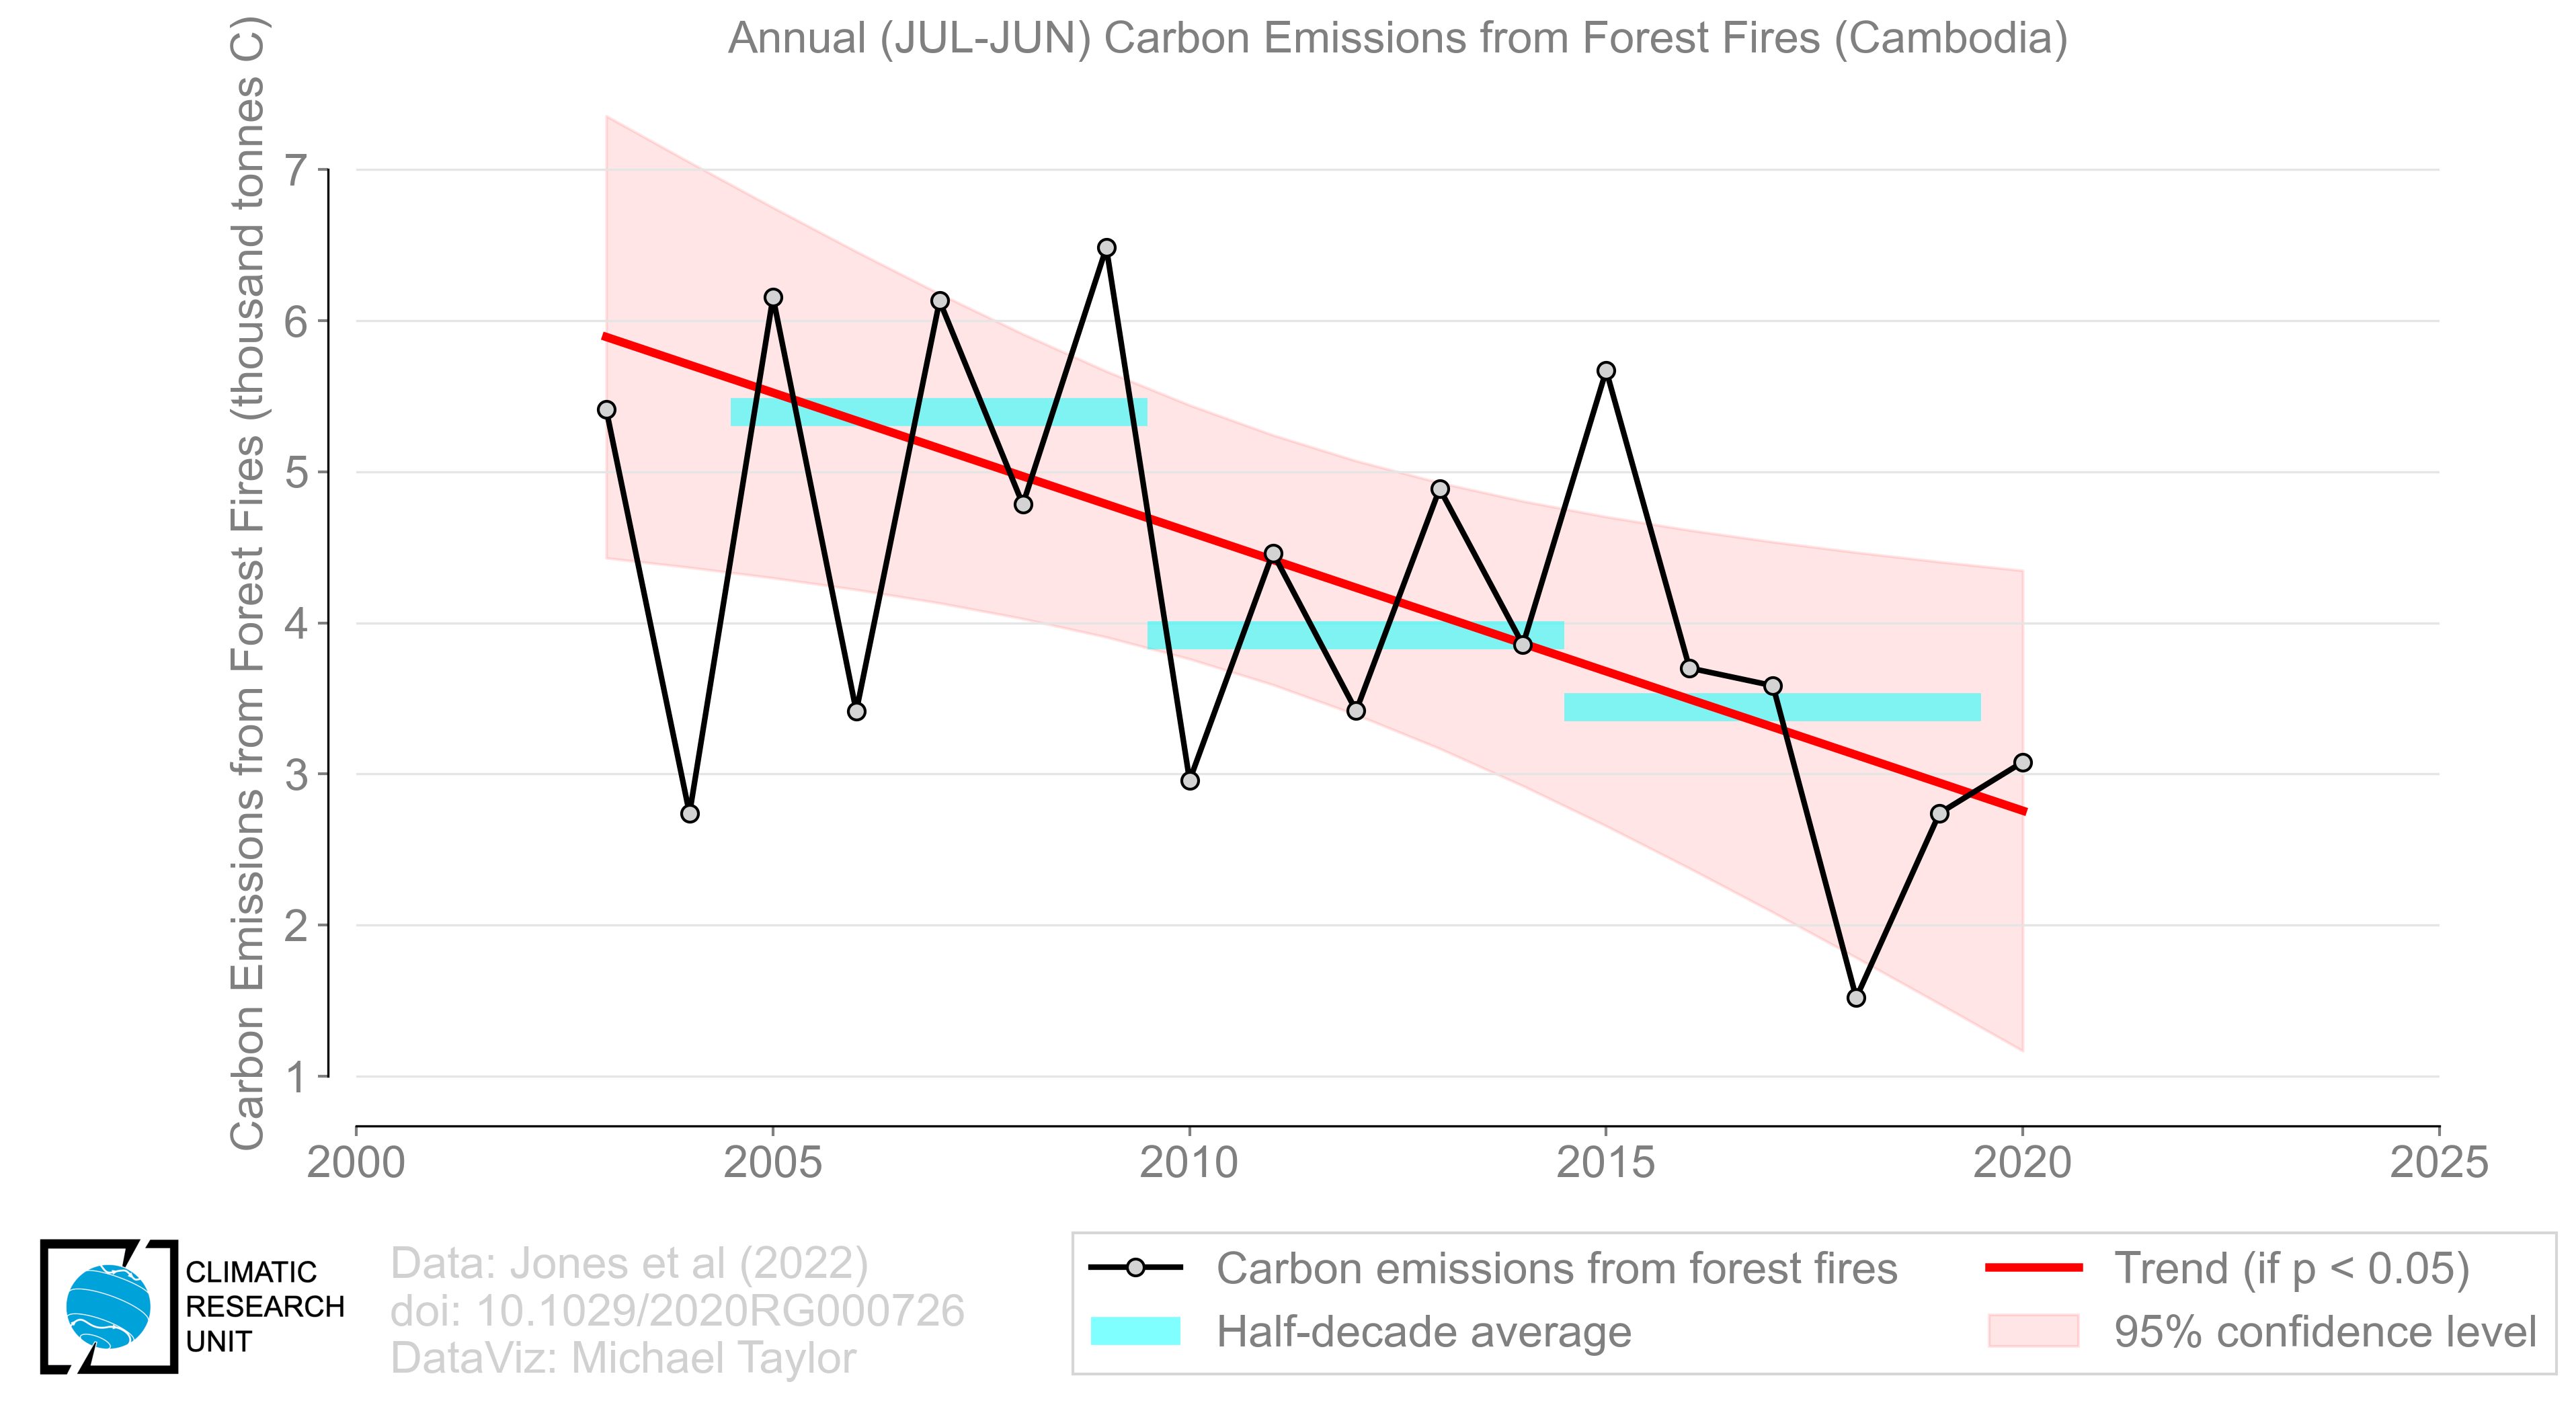 Annual (JUL-JUN) Carbon Emissions from Forest Fires (Cambodia)
Carbon Emissions from Forest Fires (thousand tonnes C)
7
6
5
4
3
2
1
2000 2005 2010 2015 2020 2025
CLIMATIC
RESEARCH
UNIT
Data: Jones et al (2022)
doi: 10.1029/2020RG000726
DataViz: Michael Taylor
Carbon emissions from forest fires
Half-decade average
Trend (if p < 0.05)
95% confidence level